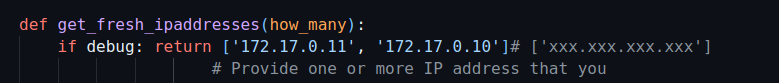 def get_fresh_ipaddresses(how_many):
if debug: return ['172.17.0.11', '172.17.0.10']# ['xxx.xxx.xxx.xxx']
# Provide one or more IP address that you